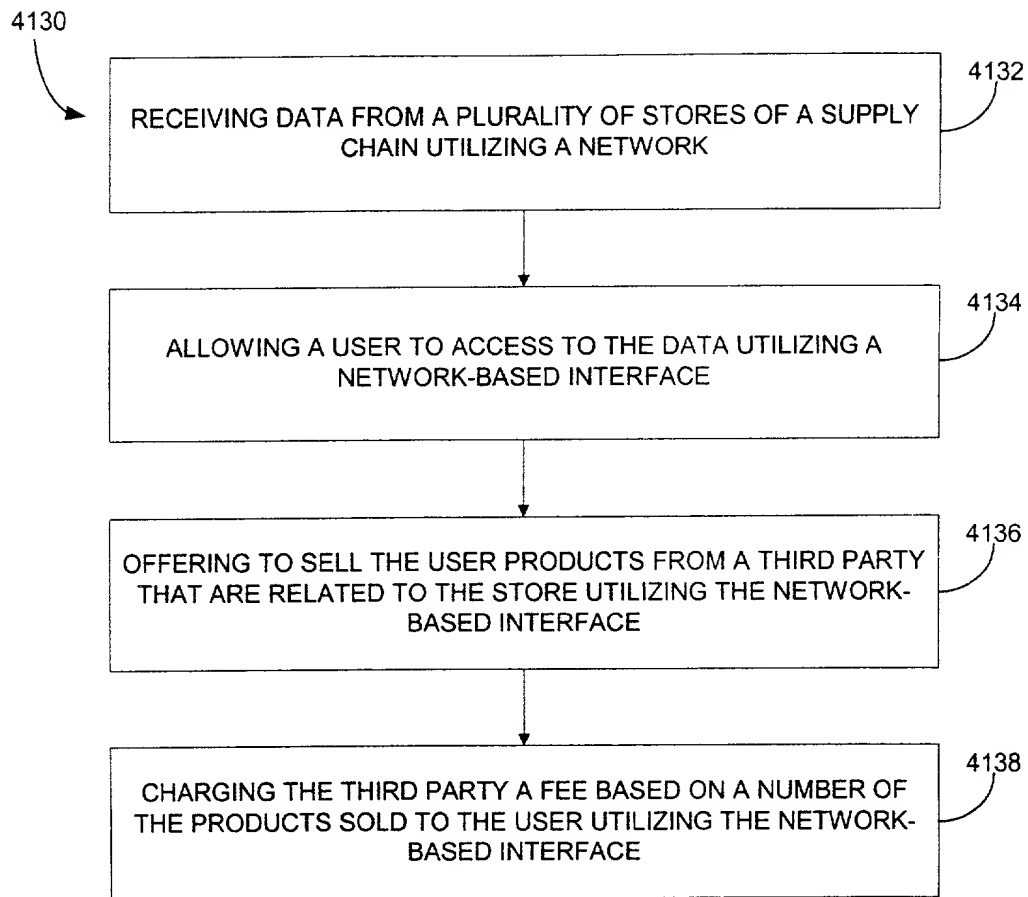 4130
RECEIVING DATA FROM A PLURALITY OF STORES OF A SUPPLY
CHAIN UTILIZING A NETWORK
4132
ALLOWING A USER TO ACCESS TO THE DATA UTILIZING A
NETWORK-BASED INTERFACE
4134
OFFERING TO SELL THE USER PRODUCTS FROM A THIRD PARTY
THAT ARE RELATED TO THE STORE UTILIZING THE NETWORK-
BASED INTERFACE
4136
CHARGING THE THIRD PARTY A FEE BASED ON A NUMBER OF
THE PRODUCTS SOLD TO THE USER UTILIZING THE NETWORK-
BASED INTERFACE
4138